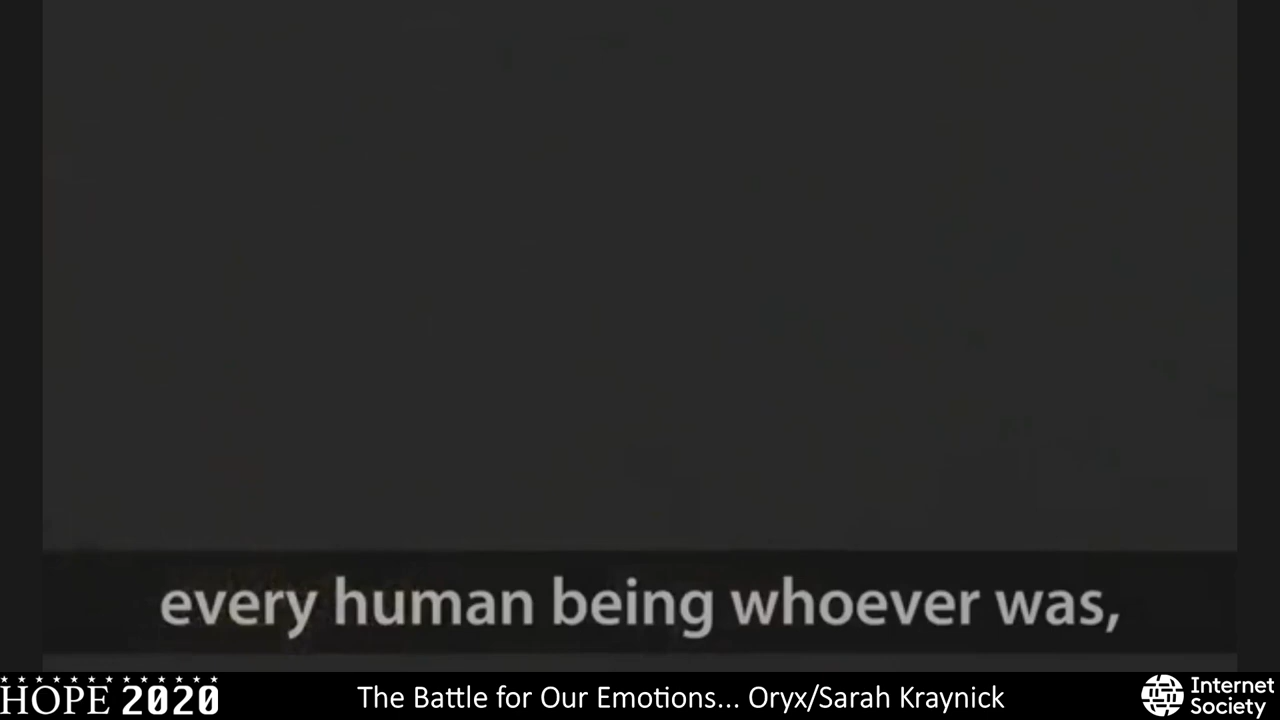 every human being whoever was,
HOPE 2020
The Battle for Our Emotions... Oryx/Sarah Kraynick
Internet
Society